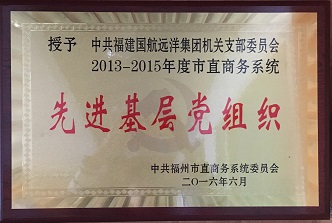 授予 中共福建国航远洋集团机关支部委员会
2013-2015年度市直商务系统
先进基层党组织
中共福州市直商务系统委员会
二〇一六年六月